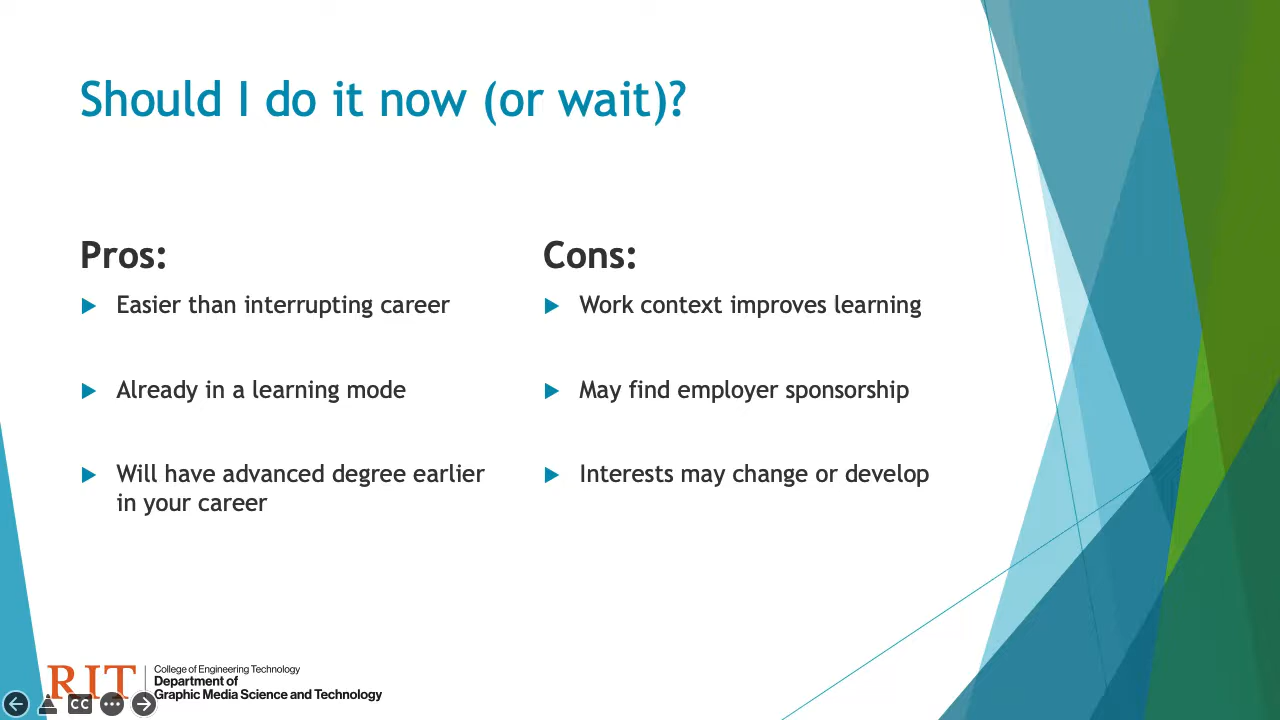 Should I do it now (or wait)?
Pros:
Easier than interrupting career
Already in a learning mode
Will have advanced degree earlier
in your career
Cons:
Work context improves learning
May find employer sponsorship
Interests may change or develop
RIT
College of Engineering Technology
Department of
Graphic Media Science and Technology
CC